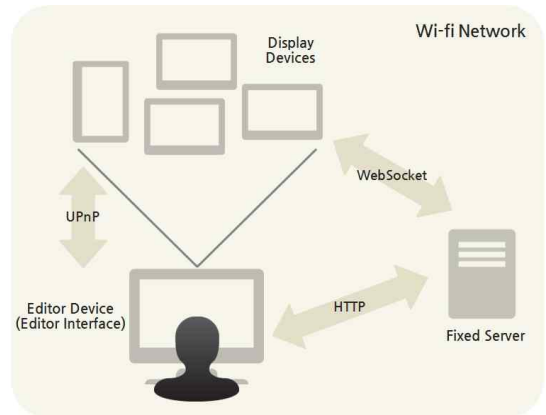 Wi-fi Network
Display
Devices
WebSocket
UPnP
HTTP
Editor Device
(Editor Interface)
Fixed Server